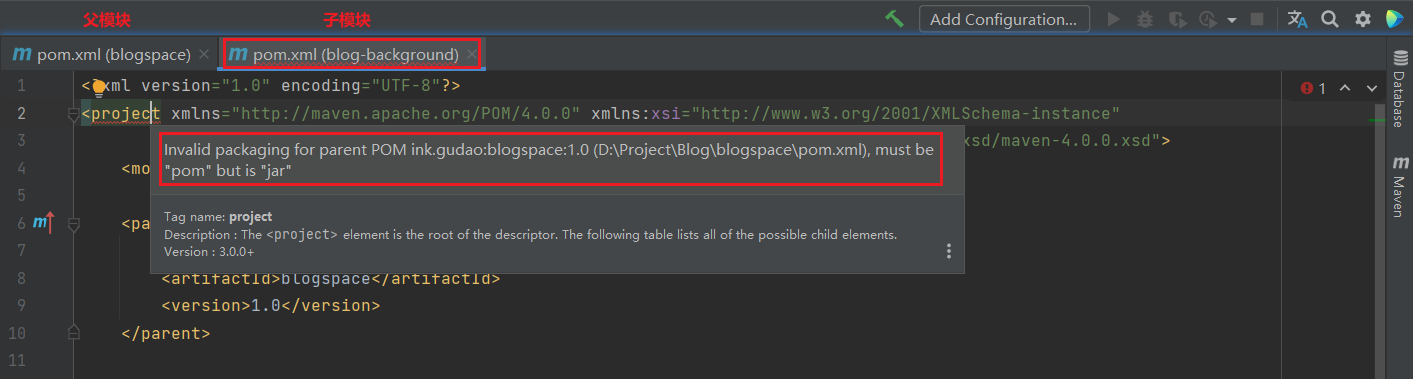 父模块 子模块
Add Configuration...
pom.xml (blogspace) pom.xml (blog-background)
1 <?xml version="1.0" encoding="UTF-8"?>
1
2 <project xmlns="http://maven.apache.org/POM/4.0.0" xmlns:xsi="http://www.w3.org/2001/XMLSchema-instance"
3 xsd/maven-4.0.0.xsd">
Invalid packaging for parent POM ink.gudao:blogspace:1.0 (D:\Project\Blog\blogspace\pom.xml), must be
"pom" but is "jar"
4 <mo
5
6 <pa
Tag name: project
Description : The <project> element is the root of the descriptor. The following table lists all of the possible child elements.
Version : 3.0.0+
7
8 <artifactId>blogspace</artifactId>
9 <version>1.0</version>
10 </parent>
11
Database
Maven